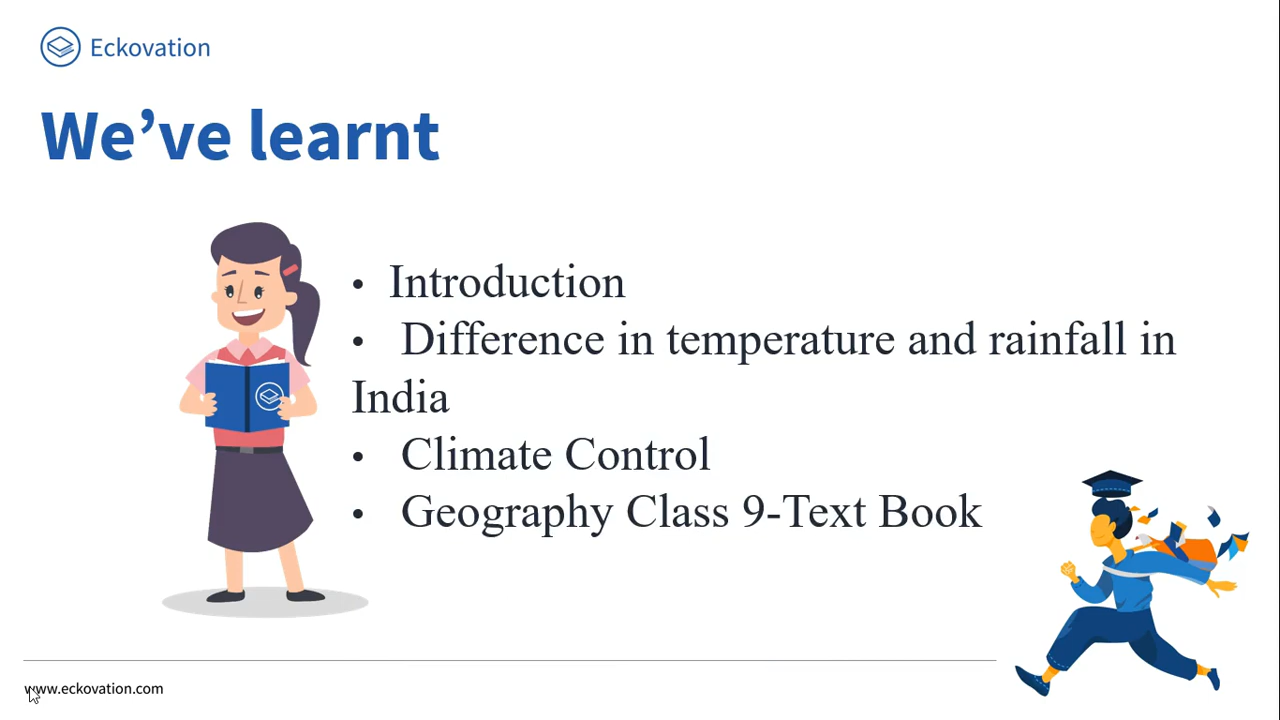 Eckovation
We've learnt
• Introduction
• Difference in temperature and rainfall in
India
• Climate Control
• Geography Class 9-Text Book
www.eckovation.com